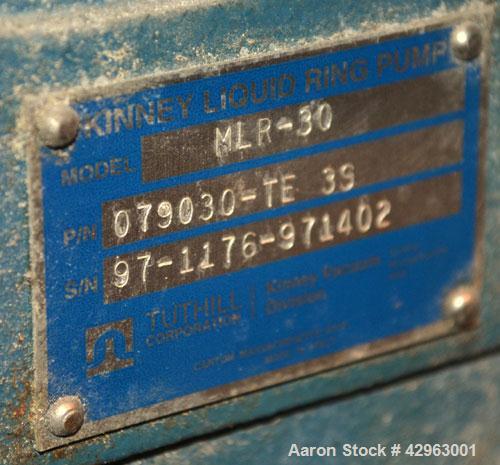 KINNEY LIQUID RING PUMP
MODEL MLR-30
P/N 079030-TE 3S
S/N 97-1176-971402
TUTHILL
CORPORATION
Kinney Vacuum
Division
Aaron Stock # 42963001